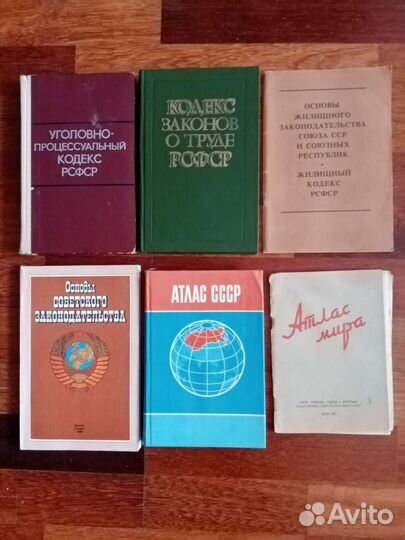 УГОЛОВНО-
ПРОЦЕССУАЛЬНЫЙ
КОДЕКС
РСФСР
КОДЕКС
ЗАКОНОВ
О ТРУДЕ
РСФСР
ОСНОВЫ
ЖИЛИЩНОГО
ЗАКОНОДАТЕЛЬСТВА
СОЮЗА ССР
И СОЮЗНЫХ
РЕСПУБЛИК
ЖИЛИЩНЫЙ
КОДЕКС
РСФСР
Основы
СОВЕТСКОГО
ЗАКОНОДАТЕЛЬСТВА
АТЛАС СССР
Атлас
мира
Avito